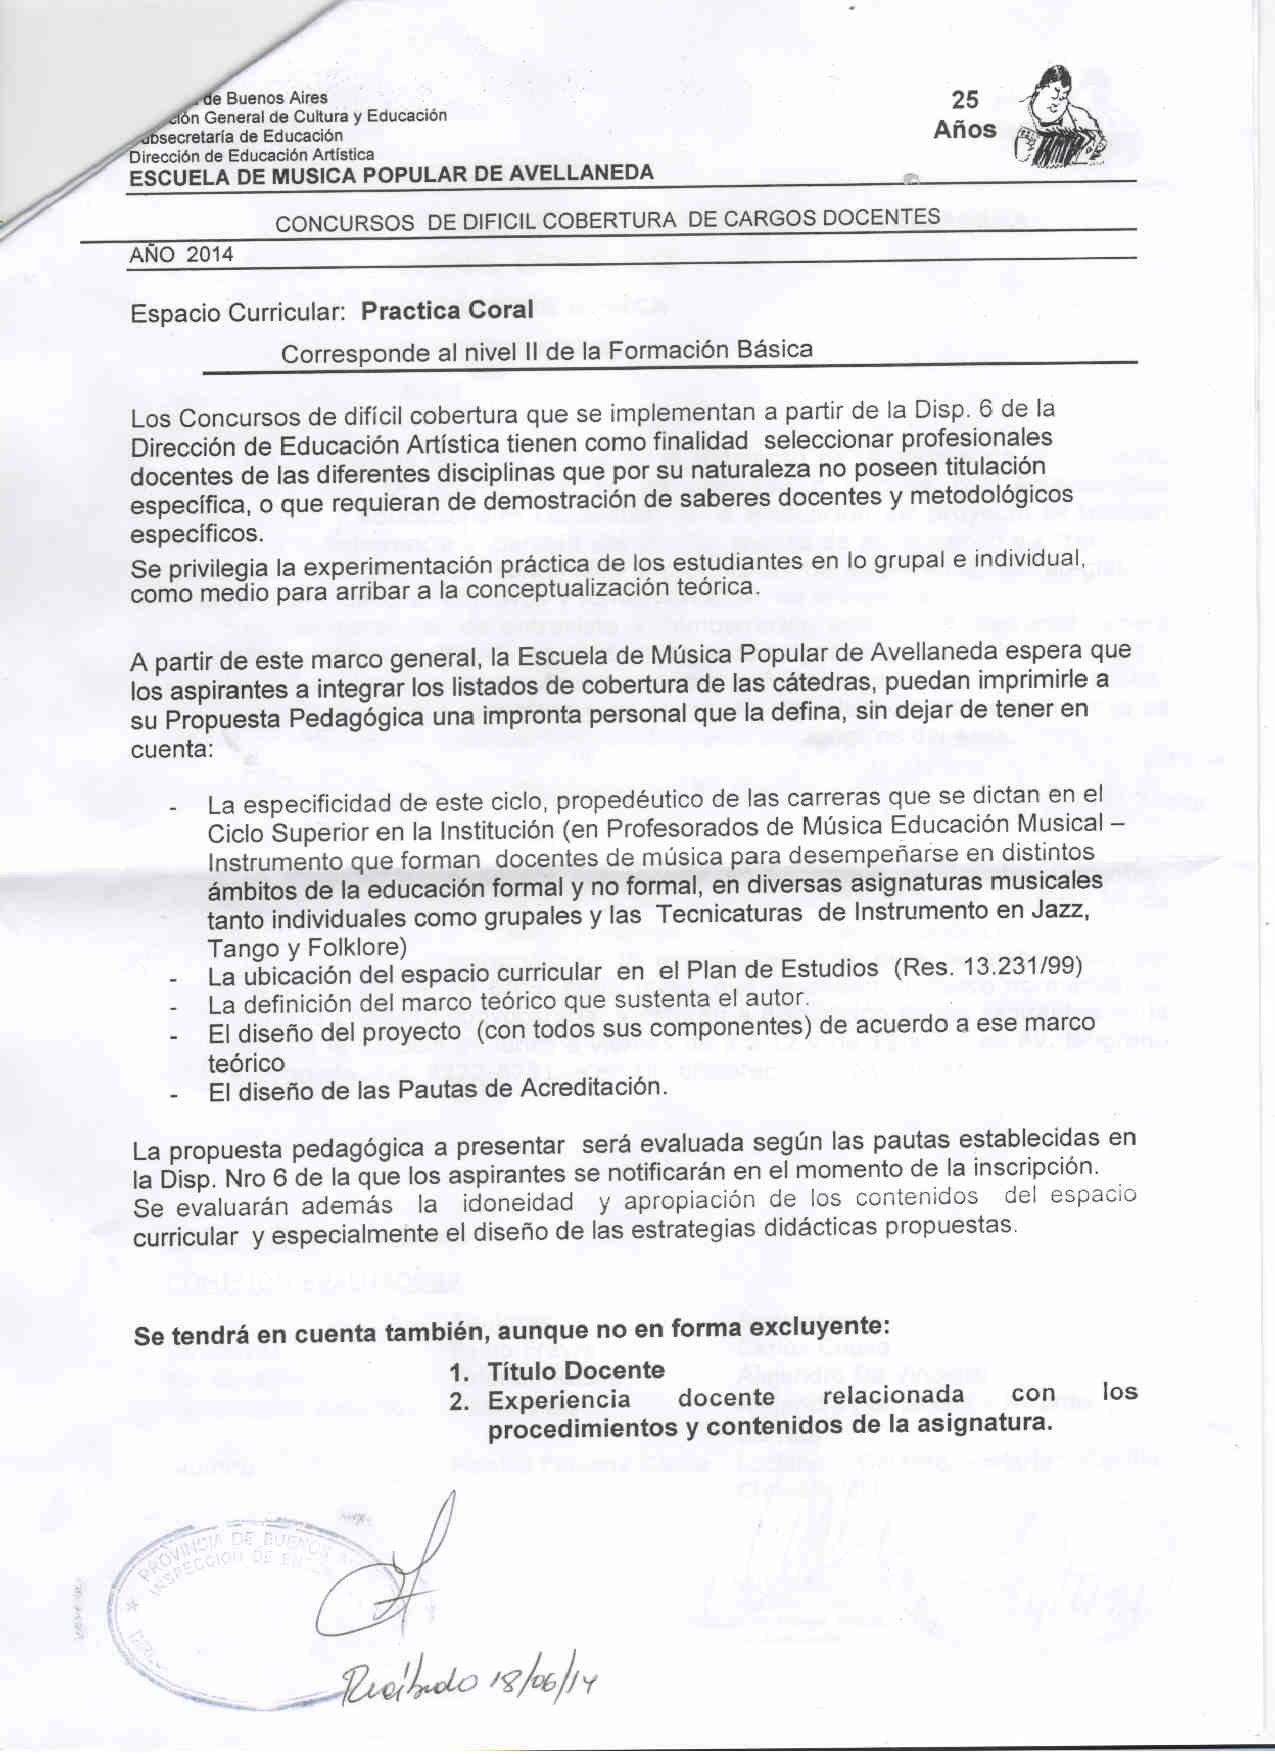 de Buenos Aires
ción General de Cultura y Educación
ubsecretaría de Educación
Dirección de Educación Artística
ESCUELA DE MUSICA POPULAR DE AVELLANEDA
25
Años
CONCURSOS DE DIFICIL COBERTURA DE CARGOS DOCENTES
AÑO 2014
Espacio Curricular: Practica Coral
Corresponde al nivel II de la Formación Básica
Los Concursos de difícil cobertura que se implementan a partir de la Disp. 6 de la
Dirección de Educación Artística tienen como finalidad seleccionar profesionales
docentes de las diferentes disciplinas que por su naturaleza no poseen titulación
específica, o que requieran de demostración de saberes docentes y metodológicos
específicos.
Se privilegia la experimentación práctica de los estudiantes en lo grupal e individual,
como medio para arribar a la conceptualización teórica.
A partir de este marco general, la Escuela de Música Popular de Avellaneda espera que
los aspirantes a integrar los listados de cobertura de las cátedras, puedan imprimirle a
su Propuesta Pedagógica una impronta personal que la defina, sin dejar de tener en
cuenta:
- La especificidad de este ciclo, propedéutico de las carreras que se dictan en el
Ciclo Superior en la Institución (en Profesorados de Música Educación Musical –
Instrumento que forman docentes de música para desempeñarse en distintos
ámbitos de la educación formal y no formal, en diversas asignaturas musicales
tanto individuales como grupales y las Tecnicaturas de Instrumento en Jazz,
Tango y Folklore)
- La ubicación del espacio curricular en el Plan de Estudios (Res. 13.231/99)
- La definición del marco teórico que sustenta el autor.
- El diseño del proyecto (con todos sus componentes) de acuerdo a ese marco
teórico
- El diseño de las Pautas de Acreditación.
La propuesta pedagógica a presentar será evaluada según las pautas establecidas en
la Disp. Nro 6 de la que los aspirantes se notificarán en el momento de la inscripción.
Se evaluarán además la idoneidad y apropiación de los contenidos del espacio
curricular y especialmente el diseño de las estrategias didácticas propuestas.
Se tendrá en cuenta también, aunque no en forma excluyente:
1. Título Docente
2. Experiencia docente relacionada con los
procedimientos y contenidos de la asignatura.
PROVINCIA DE BUENOS
INSPECCION DE
Recibido 18/06/14